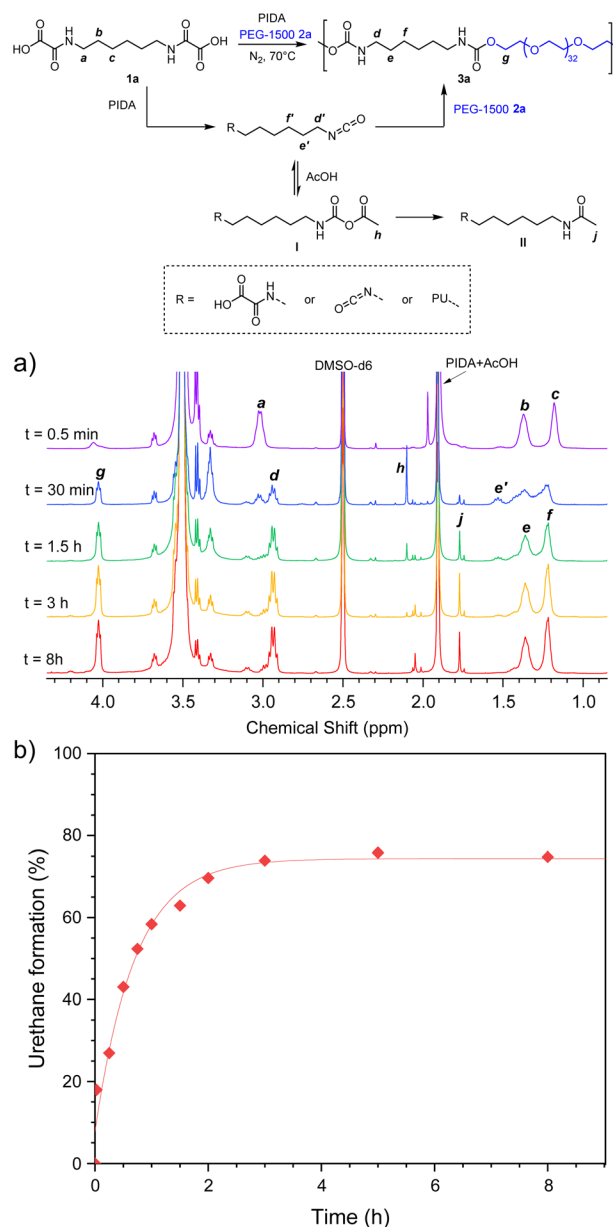 PIDA
PEG-1500 2a
N₂, 70°C
HO
O
O
H
N
b
a
c
N
H
O
O
OH
1a
O
O
N
H
d
e
f
H
N
O
O
g
O
O
32
O
3a
PIDA
R
f'
d'
e'
N
C
O
PEG-1500 2a
AcOH
R
N
H
O
O
O
h
I
R
N
H
O
j
II
R =
HO
O
O
H
N
or
O
C
N
or
PU
a)
DMSO-d6
PIDA+AcOH
t = 0.5 min
a
b
c
t = 30 min
g
d
h
e'
t = 1.5 h
j
e
f
t = 3 h
t = 8h
4.0 3.5 3.0 2.5 2.0 1.5 1.0
Chemical Shift (ppm)
b)
Urethane formation (%)
100
80
60
40
20
0
0 2 4 6 8
Time (h)